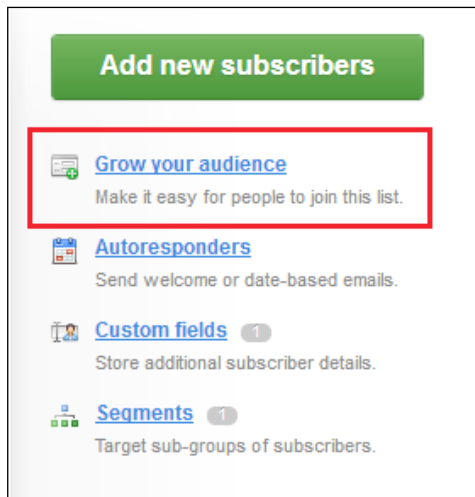 Add new subscribers
Grow your audience
Make it easy for people to join this list.
Autoresponders
Send welcome or date-based emails.
Custom fields 1
Store additional subscriber details.
Segments 1
Target sub-groups of subscribers.